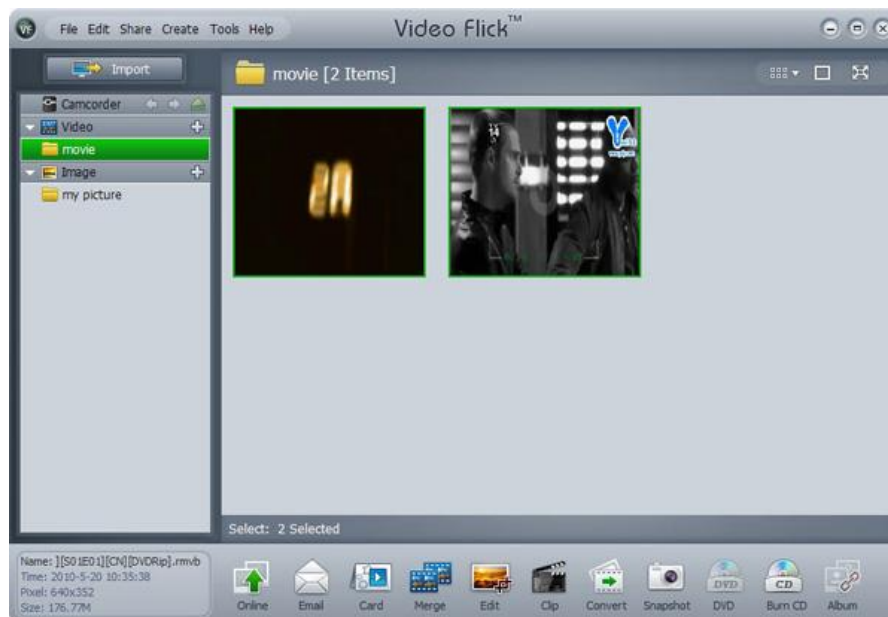 VF File Edit Share Create Tools Help Video Flick™
Import
movie [2 Items]
Camcorder
Video
movie
Image
my picture
14
Select: 2 Selected
Name: ][S01E01][CN][DVDRip].rmvb
Time: 2010-5-20 10:35:38
Pixel: 640x352
Size: 176.77M
Online Email Card Merge Edit Clip Convert Snapshot DVD Burn CD Album
DVD
CD